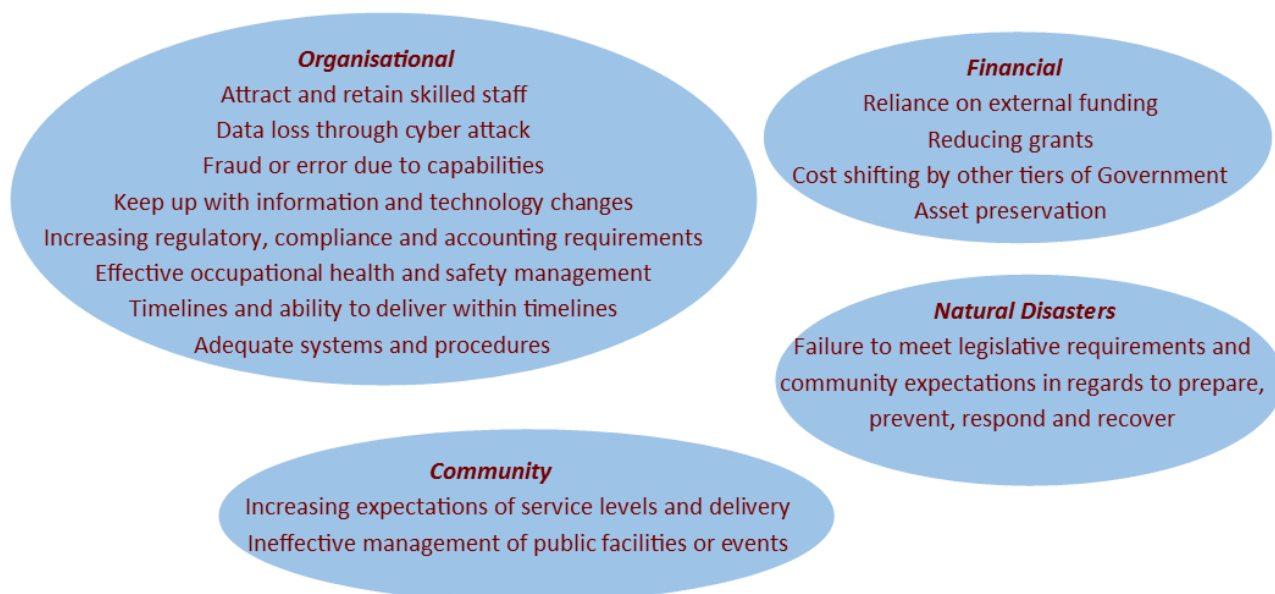 Organisational
Attract and retain skilled staff
Data loss through cyber attack
Fraud or error due to capabilities
Keep up with information and technology changes
Increasing regulatory, compliance and accounting requirements
Effective occupational health and safety management
Timelines and ability to deliver within timelines
Adequate systems and procedures
Financial
Reliance on external funding
Reducing grants
Cost shifting by other tiers of Government
Asset preservation
Natural Disasters
Failure to meet legislative requirements and
community expectations in regards to prepare,
prevent, respond and recover
Community
Increasing expectations of service levels and delivery
Ineffective management of public facilities or events